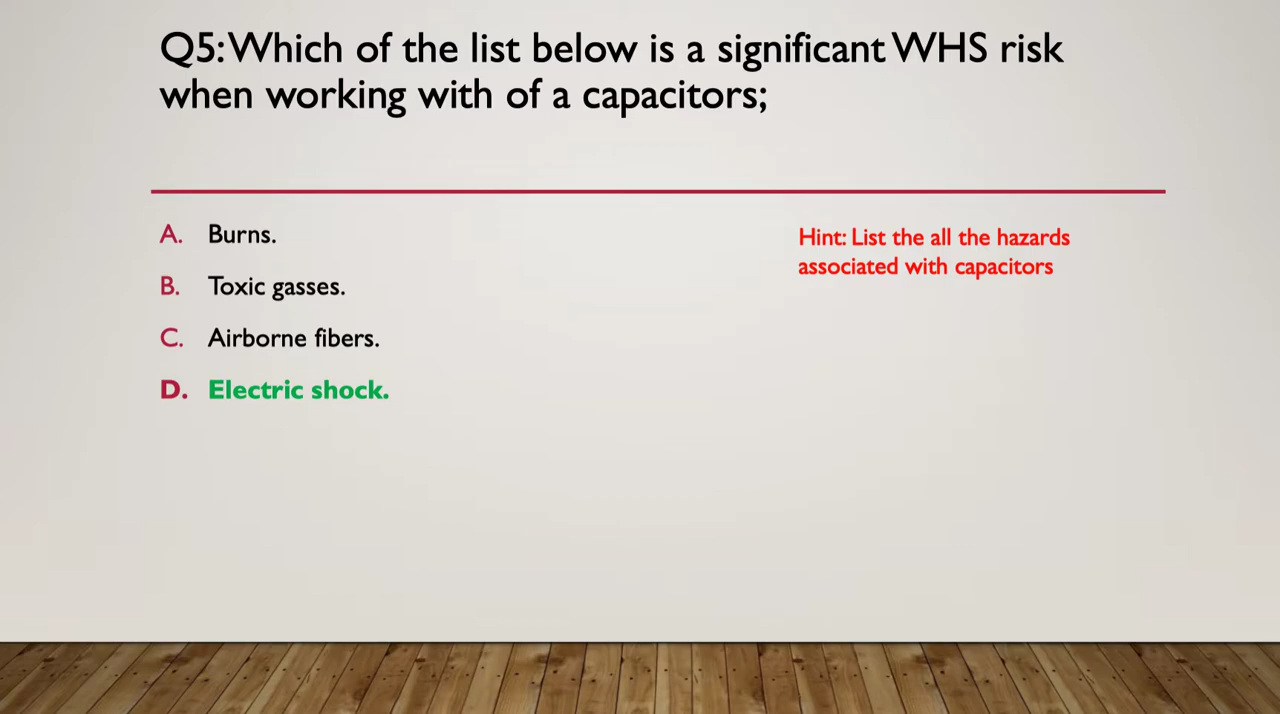 Q5: Which of the list below is a significant WHS risk
when working with of a capacitors;
A. Burns.
B. Toxic gasses.
C. Airborne fibers.
D. Electric shock.
Hint: List the all the hazards
associated with capacitors